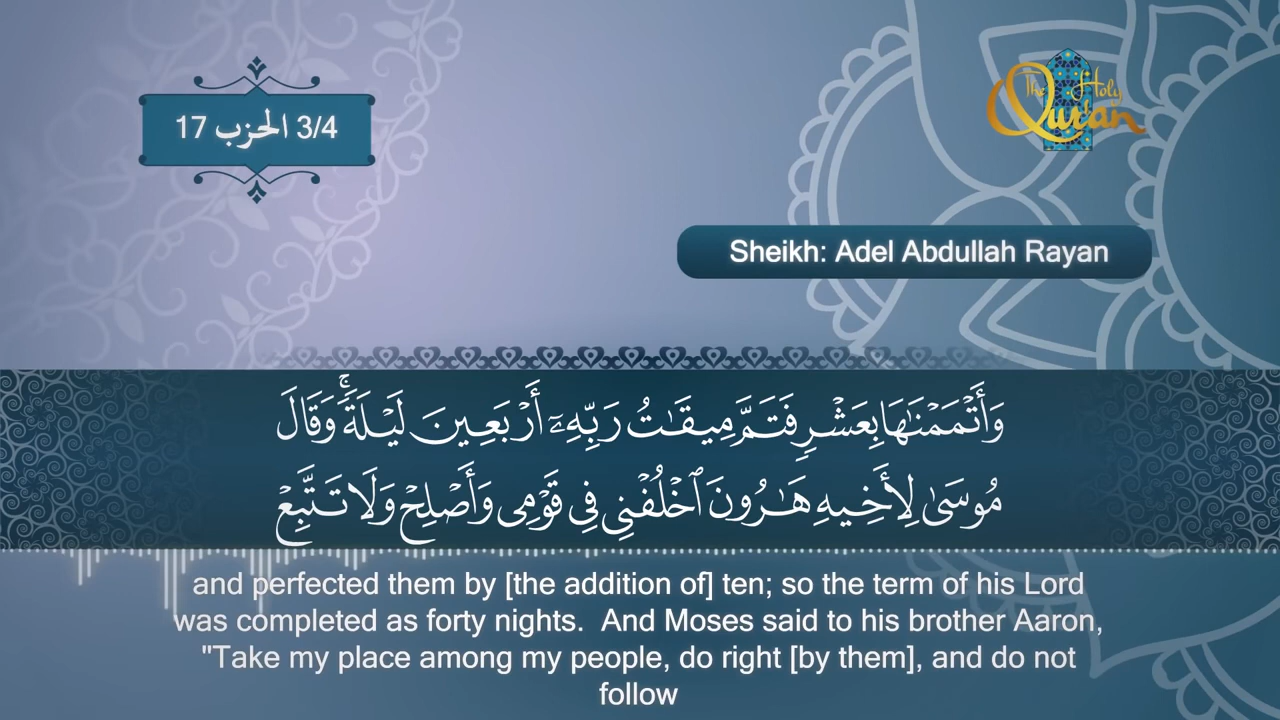 3/4 الحزب 17
The Holy
Quran
Sheikh: Adel Abdullah Rayan
وَأَتْمَمْنَٰهَا بِعَشْرٍ فَتَمَّ مِيقَٰتُ رَبِّهِۦٓ أَرْبَعِينَ لَيْلَةً ۚ وَقَالَ
مُوسَىٰ لِأَخِيهِ هَٰرُونَ ٱخْلُفْنِى فِى قَوْمِى وَأَصْلِحْ وَلَا تَتَّبِعْ
and perfected them by [the addition of] ten; so the term of his Lord
was completed as forty nights.  And Moses said to his brother Aaron,
"Take my place among my people, do right [by them], and do not
follow